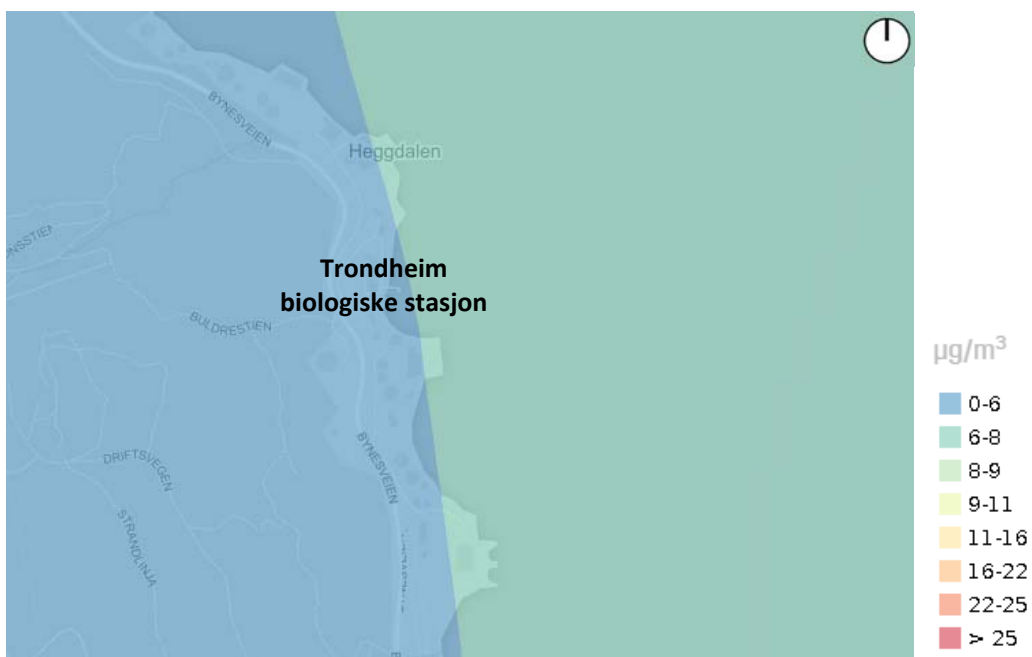 BYNESVEIEN
Heggdalen
ONSSTIEN
Trondheim
biologiske stasjon
BULDRESTIEN
BYNESVEIEN
DRIFTSVEGEN
STRANDLINJA
µg/m³
0-6
6-8
8-9
9-11
11-16
16-22
22-25
> 25